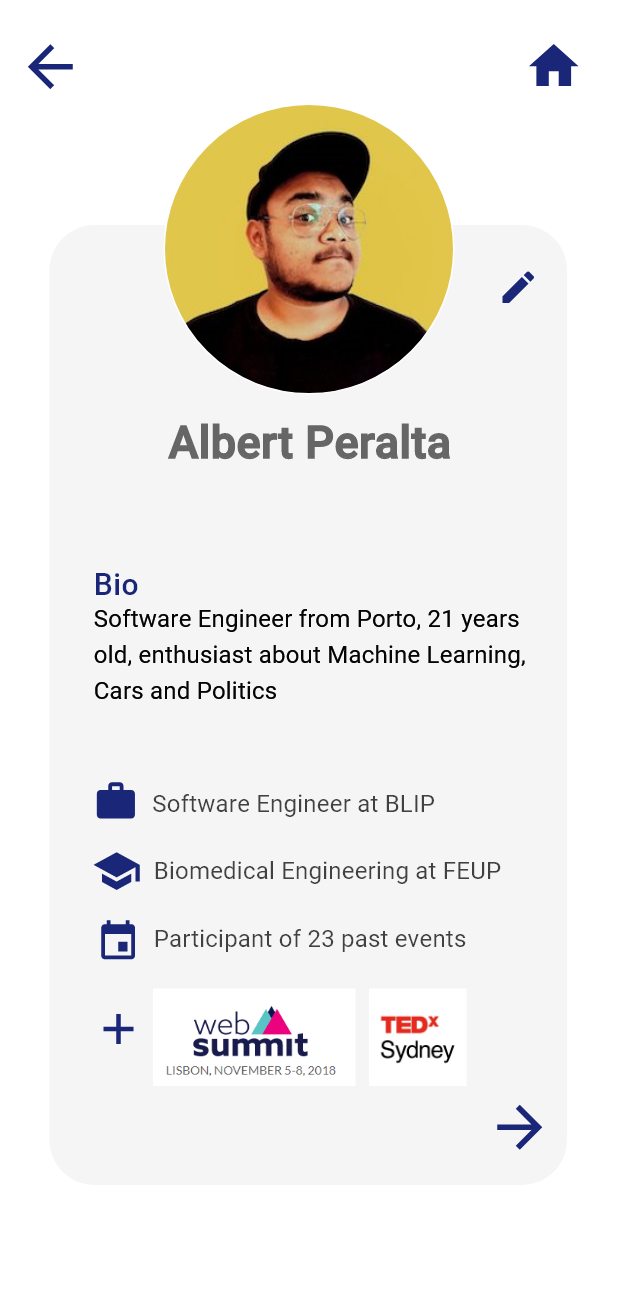 Albert Peralta
Bio
Software Engineer from Porto, 21 years
old, enthusiast about Machine Learning,
Cars and Politics
Software Engineer at BLIP
Biomedical Engineering at FEUP
Participant of 23 past events
web
summit
LISBON, NOVEMBER 5-8, 2018
TEDx
Sydney